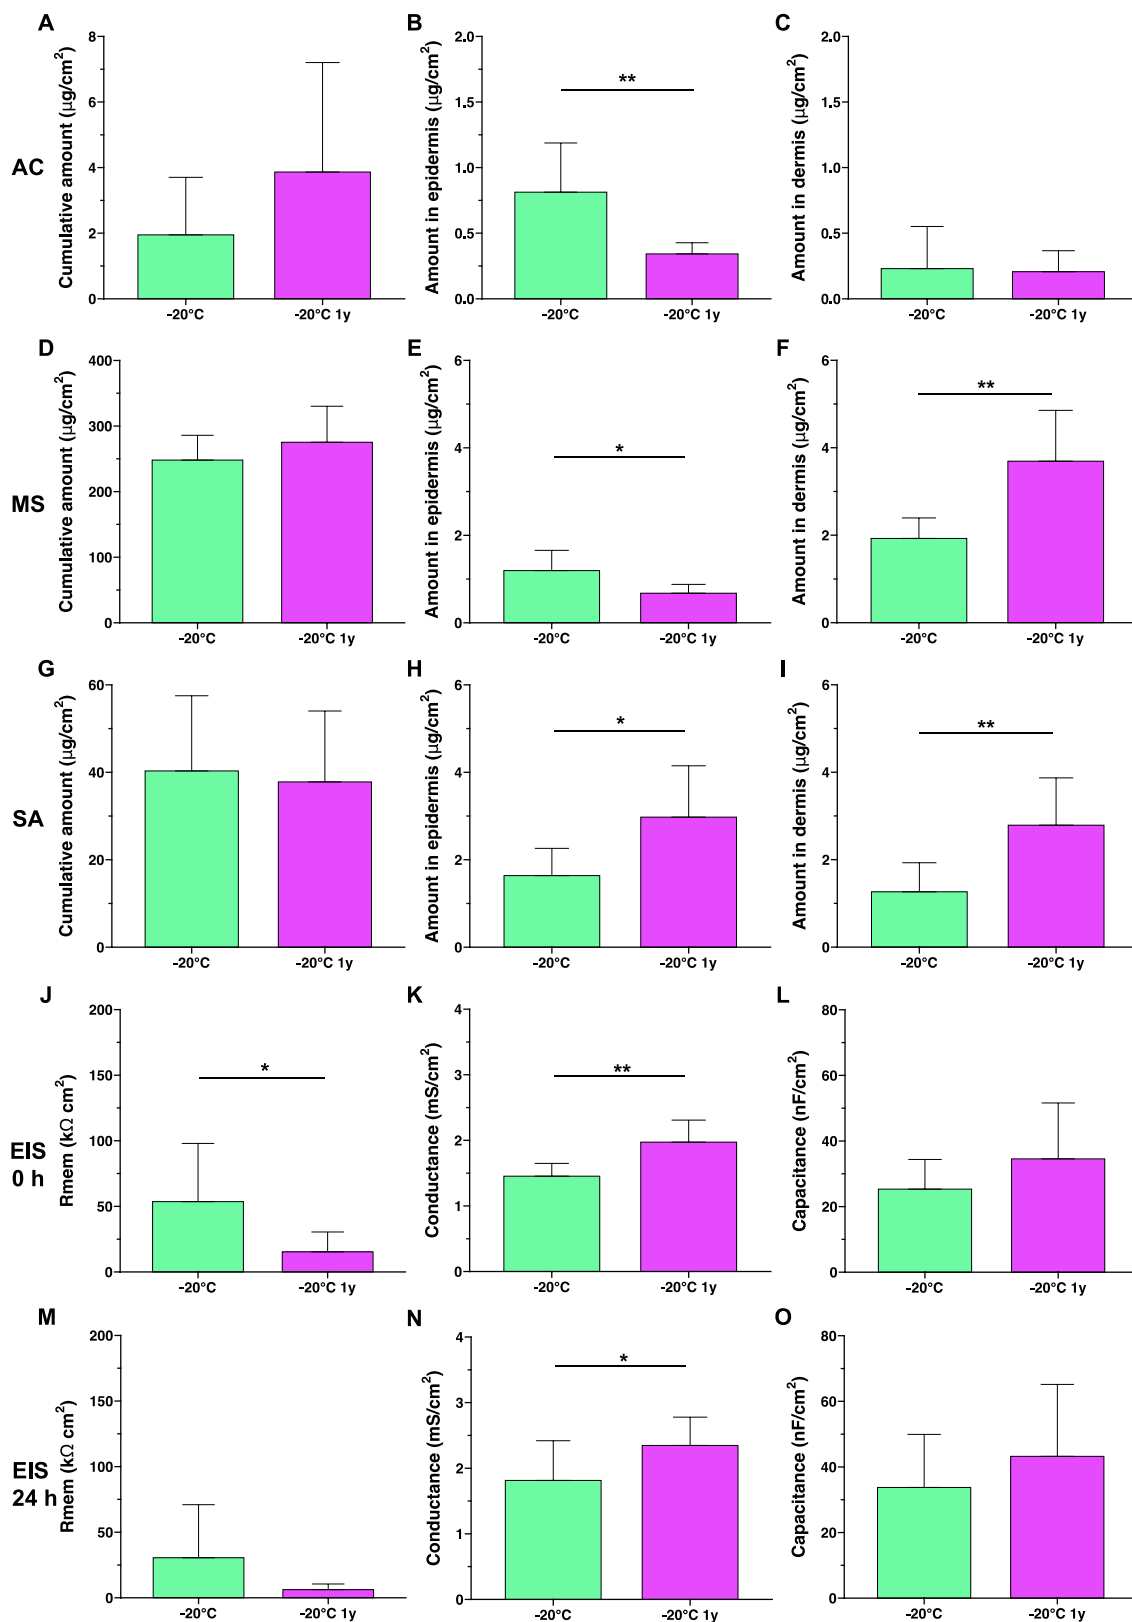 A
Cumulative amount (μg/cm²)
8
6
4
2
0
-20°C
-20°C 1y
B
Amount in epidermis (μg/cm²)
2.0
1.5
1.0
0.5
0.0
**
-20°C
-20°C 1y
C
Amount in dermis (μg/cm²)
2.0
1.5
1.0
0.5
0.0
-20°C
-20°C 1y
AC
D
Cumulative amount (μg/cm²)
400
300
200
100
0
-20°C
-20°C 1y
E
Amount in epidermis (μg/cm²)
6
4
2
0
*
-20°C
-20°C 1y
F
Amount in dermis (μg/cm²)
6
4
2
0
**
-20°C
-20°C 1y
MS
G
Cumulative amount (μg/cm²)
60
40
20
0
-20°C
-20°C 1y
H
Amount in epidermis (μg/cm²)
6
4
2
0
*
-20°C
-20°C 1y
I
Amount in dermis (μg/cm²)
6
4
2
0
**
-20°C
-20°C 1y
SA
J
Rmem (kΩ cm²)
200
150
100
50
0
*
-20°C
-20°C 1y
K
Conductance (mS/cm²)
4
3
2
1
0
**
-20°C
-20°C 1y
L
Capacitance (nF/cm²)
80
60
40
20
0
-20°C
-20°C 1y
EIS
0 h
M
Rmem (kΩ cm²)
200
150
100
50
0
-20°C
-20°C 1y
N
Conductance (mS/cm²)
4
3
2
1
0
*
-20°C
-20°C 1y
O
Capacitance (nF/cm²)
80
60
40
20
0
-20°C
-20°C 1y
EIS
24 h